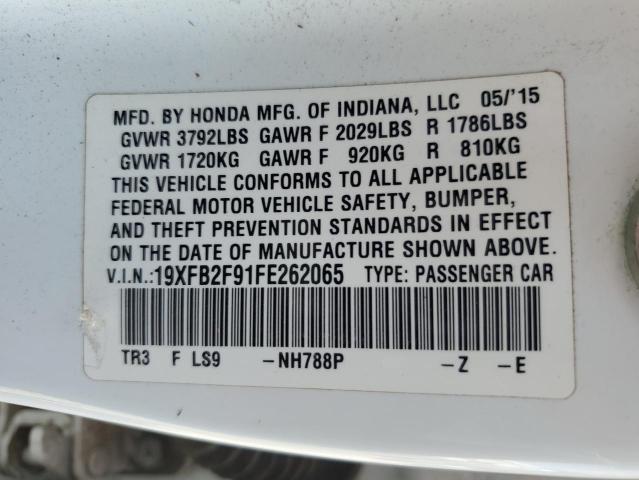 MFD. BY HONDA MFG. OF INDIANA, LLC 05/'15
GVWR 3792LBS GAWR F 2029LBS R 1786LBS
GVWR 1720KG GAWR F 920KG R 810KG
THIS VEHICLE CONFORMS TO ALL APPLICABLE
FEDERAL MOTOR VEHICLE SAFETY, BUMPER,
AND THEFT PREVENTION STANDARDS IN EFFECT
ON THE DATE OF MANUFACTURE SHOWN ABOVE.
V.I.N.:19XFB2F91FE262065 TYPE: PASSENGER CAR
TR3 F LS9 -NH788P -Z -E